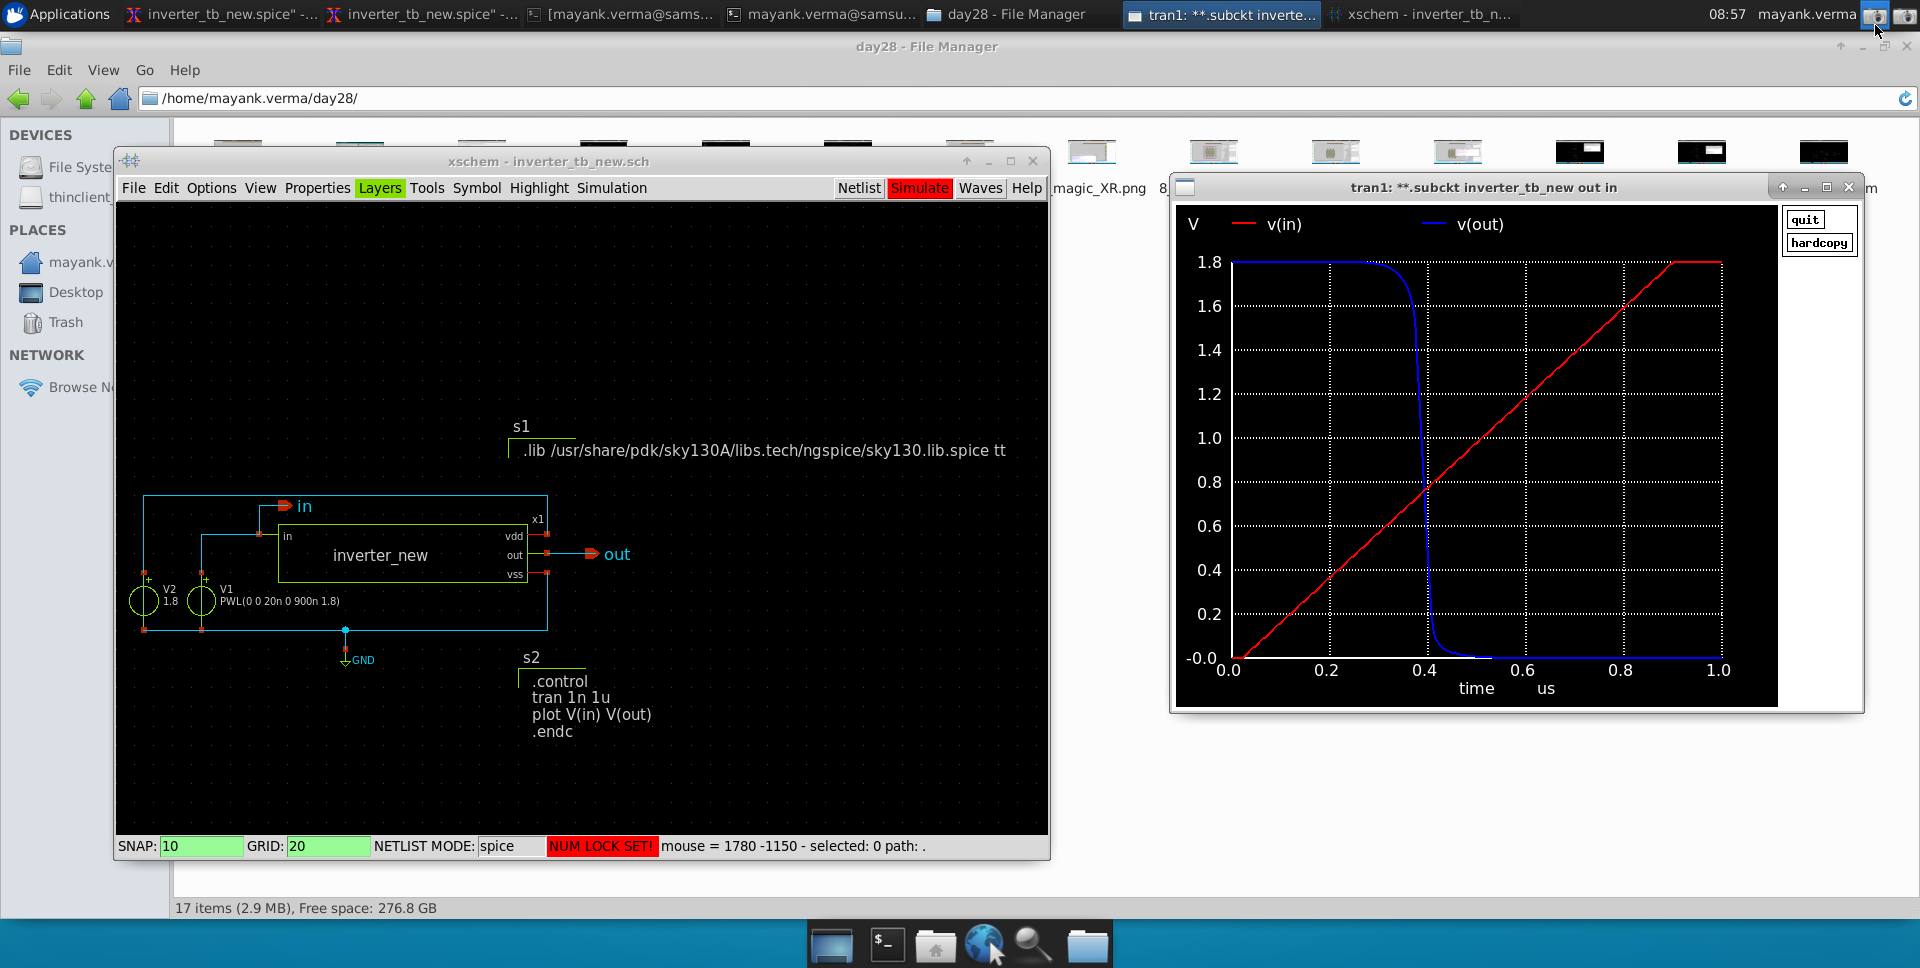 Applications
inverter_tb_new.spice" -...
inverter_tb_new.spice" -...
[mayank.verma@sams...
mayank.verma@samsu...
day28 - File Manager
tran1: **.subckt inverte...
xschem - inverter_tb_n...
08:57
mayank.verma
day28 - File Manager
File Edit View Go Help
/home/mayank.verma/day28/
DEVICES
File Syste
thinclient_
PLACES
mayank.v
Desktop
Trash
NETWORK
Browse Ne
_magic_XR.png
8_
m
xschem - inverter_tb_new.sch
File Edit Options View Properties Layers Tools Symbol Highlight Simulation Netlist Simulate Waves Help
s1
.lib /usr/share/pdk/sky130A/libs.tech/ngspice/sky130.lib.spice tt
in
x1
in
vdd
inverter_new
out
out
vss
V2
1.8
V1
PWL(0 0 20n 0 900n 1.8)
GND
s2
.control
tran 1n 1u
plot V(in) V(out)
.endc
SNAP: 10 GRID: 20 NETLIST MODE: spice NUM LOCK SET! mouse = 1780 -1150 - selected: 0 path: .
tran1: **.subckt inverter_tb_new out in
quit
hardcopy
V v(in) v(out)
1.8
1.6
1.4
1.2
1.0
0.8
0.6
0.4
0.2
-0.0
0.0 0.2 0.4 0.6 0.8 1.0
time us
17 items (2.9 MB), Free space: 276.8 GB